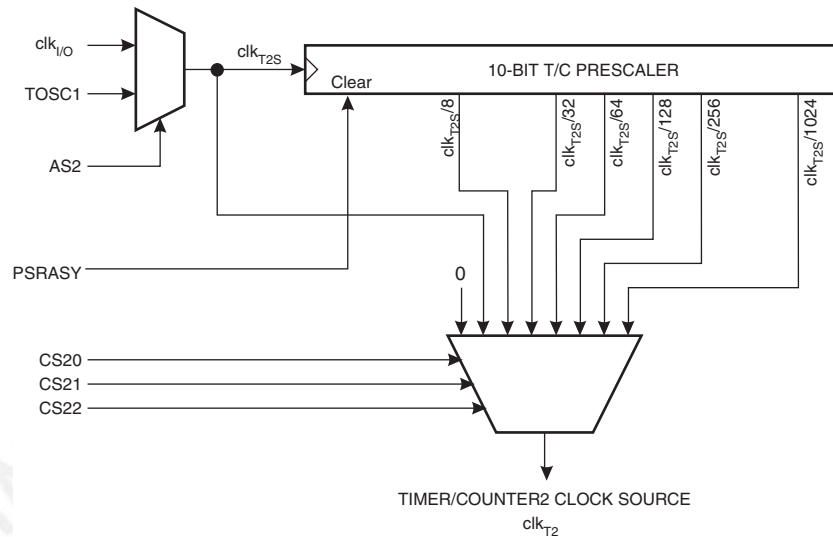 clkI/O
clkT2S
10-BIT T/C PRESCALER
Clear
TOSC1
clkT2S/8
clkT2S/32
clkT2S/64
clkT2S/128
clkT2S/256
clkT2S/1024
AS2
PSRASY
0
CS20
CS21
CS22
TIMER/COUNTER2 CLOCK SOURCE
clkT2